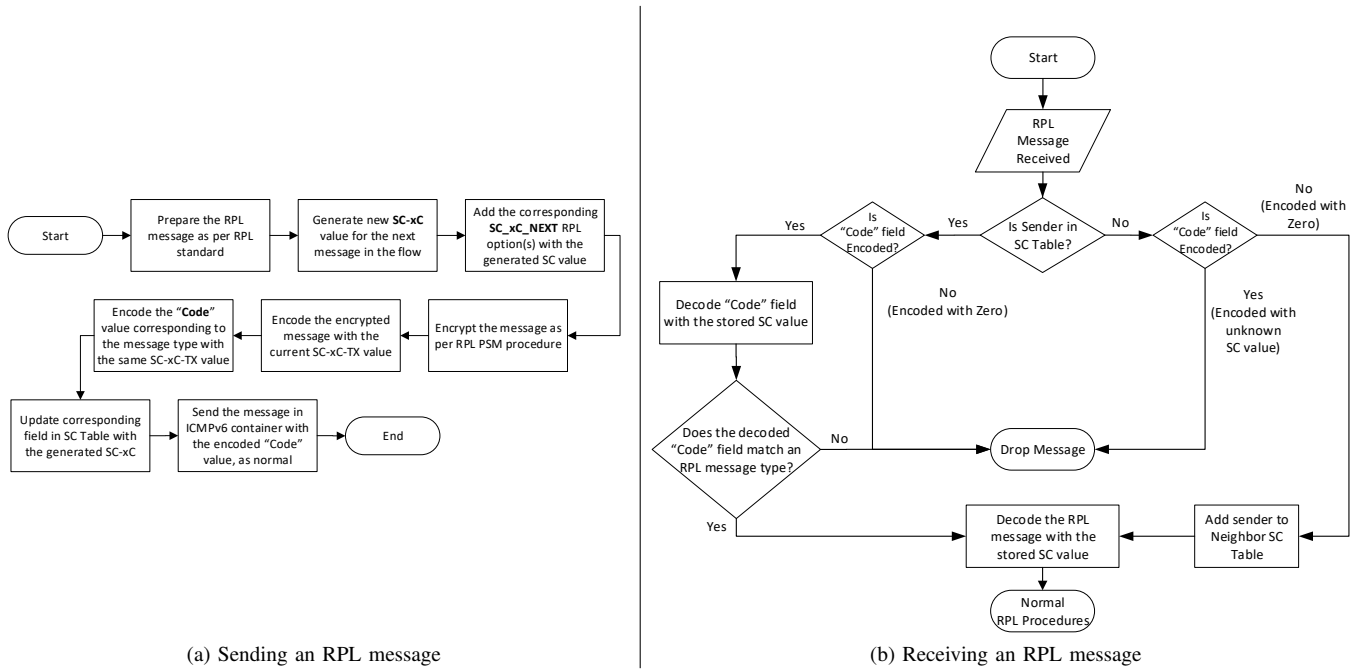 Start
Prepare the RPL
message as per RPL
standard
Generate new SC-xC
value for the next
message in the flow
Add the corresponding
SC_xC_NEXT RPL
option(s) with the
generated SC value
Encrypt the message as
per RPL PSM procedure
Encode the encrypted
message with the
current SC-xC-TX value
Encode the “Code”
value corresponding to
the message type with
the same SC-xC-TX value
Update corresponding
field in SC Table with
the generated SC-xC
Send the message in
ICMPv6 container with
the encoded “Code”
value, as normal
End
(a) Sending an RPL message
Start
RPL
Message
Received
Is Sender in
SC Table?
Yes
No
Is
“Code” field
Encoded?
Yes
No
(Encoded with Zero)
Is
“Code” field
Encoded?
No
(Encoded with
Zero)
Yes
(Encoded with
unknown
SC value)
Decode “Code” field
with the stored SC value
Does the decoded
“Code” field match an
RPL message type?
No
Yes
Drop Message
Decode the RPL
message with the
stored SC value
Add sender to
Neighbor SC
Table
Normal
RPL Procedures
(b) Receiving an RPL message